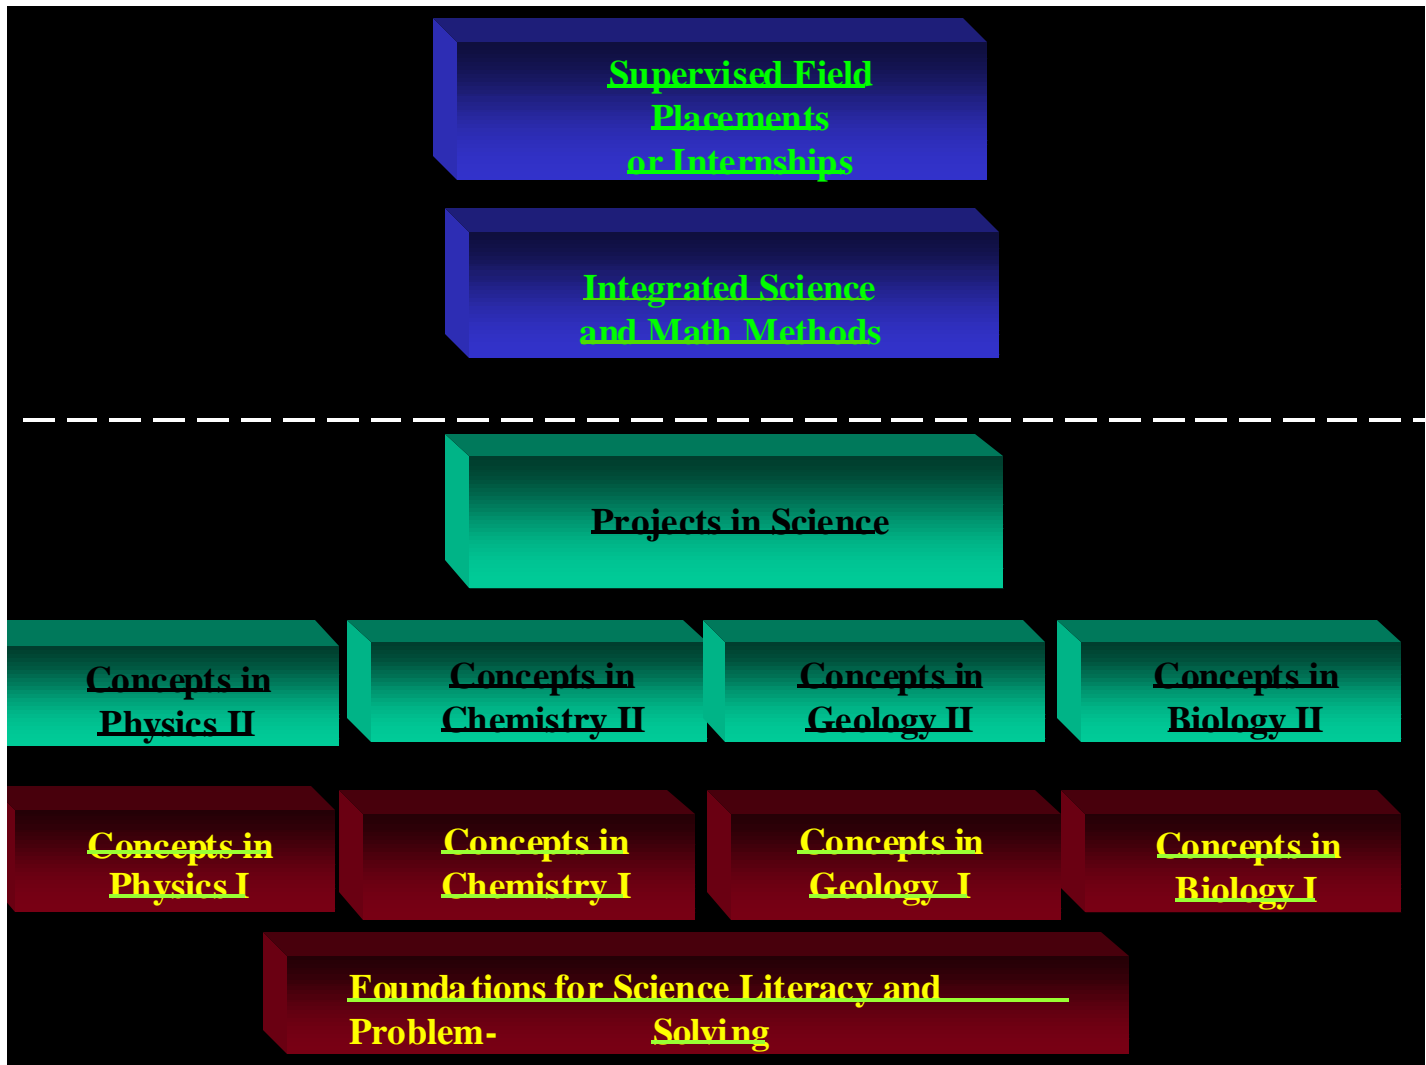 Supervised Field
Placements
or Internships
Integrated Science
and Math Methods
Projects in Science
Concepts in
Physics II
Concepts in
Chemistry II
Concepts in
Geology II
Concepts in
Biology II
Concepts in
Physics I
Concepts in
Chemistry I
Concepts in
Geology I
Concepts in
Biology I
Foundations for Science Literacy and
Problem- Solving